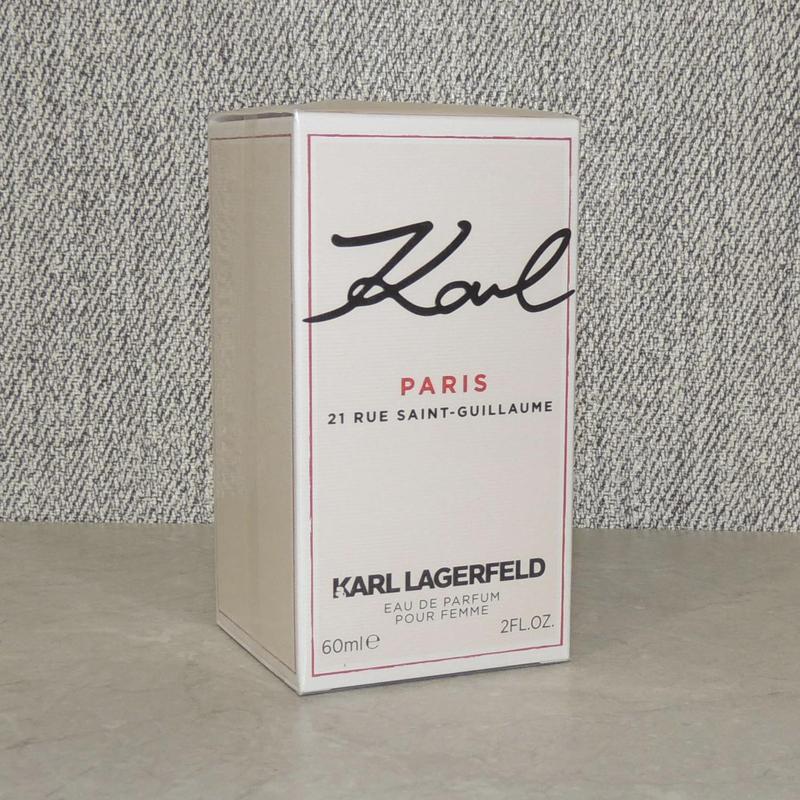 Karl
PARIS
21 RUE SAINT-GUILLAUME
KARL LAGERFELD
EAU DE PARFUM
POUR FEMME
60ml℮ 2FL.OZ.